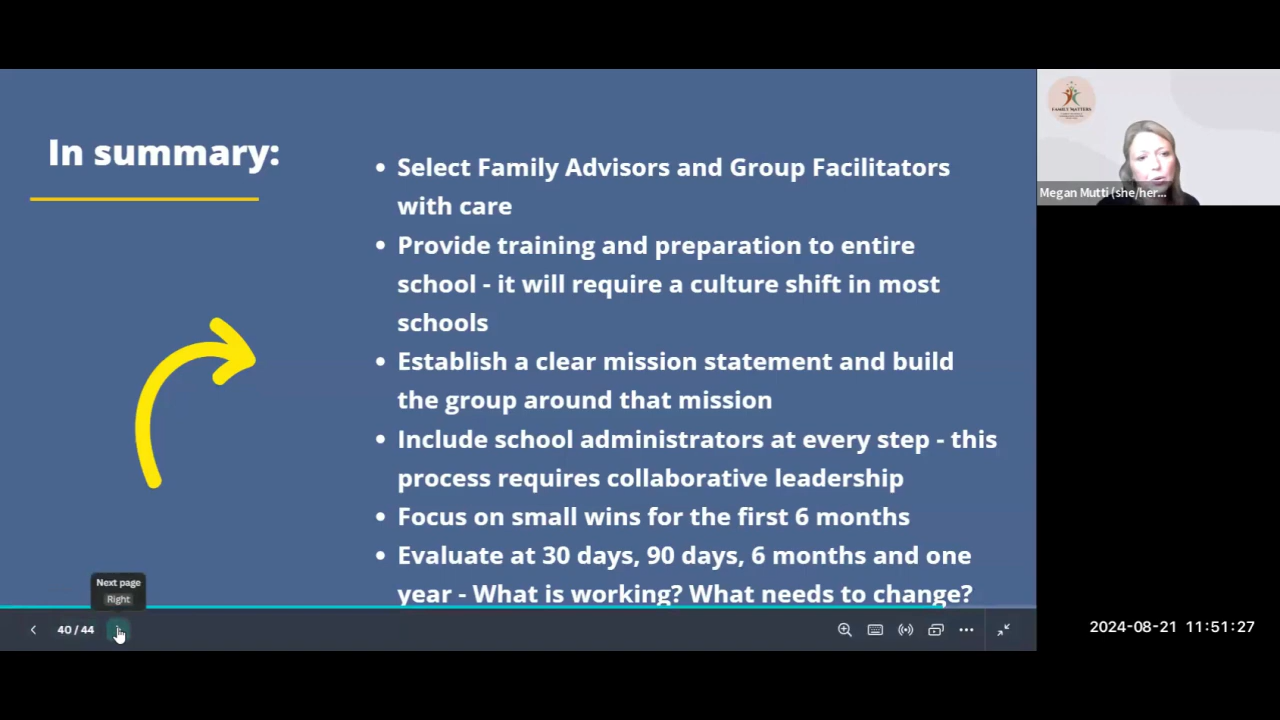 In summary:
• Select Family Advisors and Group Facilitators
with care
• Provide training and preparation to entire
school - it will require a culture shift in most
schools
• Establish a clear mission statement and build
the group around that mission
• Include school administrators at every step - this
process requires collaborative leadership
• Focus on small wins for the first 6 months
• Evaluate at 30 days, 90 days, 6 months and one
year - What is working? What needs to change?
FAMILY MATTERS
Megan Mutti (she/her...
Next page
Right
40 / 44
2024-08-21 11:51:27